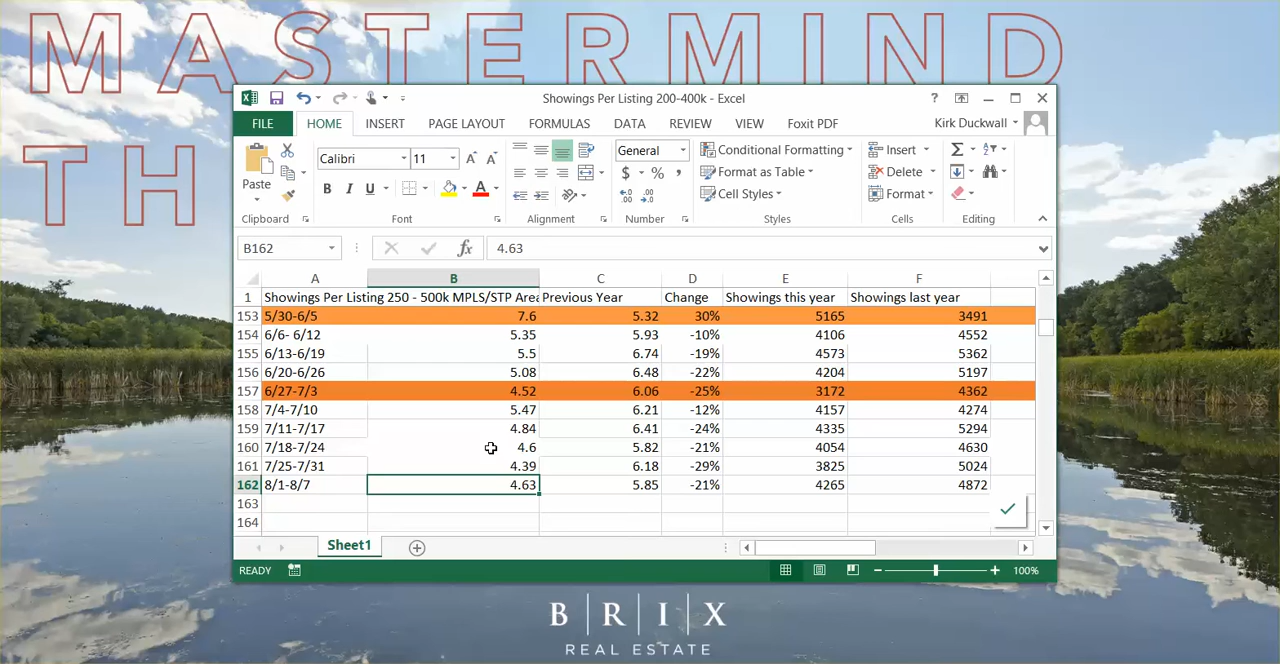 MASTERMIND
TH
Showings Per Listing 200-400k - Excel
?
FILE HOME INSERT PAGE LAYOUT FORMULAS DATA REVIEW VIEW Foxit PDF Kirk Duckwall
Calibri 11 General Conditional Formatting Insert
Paste B I U A $ % , Format as Table Delete
Cell Styles Format
Clipboard Font Alignment Number Styles Cells Editing
B162 fx 4.63
A B C D E F
1 Showings Per Listing 250 - 500k MPLS/STP Area Previous Year Change Showings this year Showings last year
153 5/30-6/5 7.6 5.32 30% 5165 3491
154 6/6- 6/12 5.35 5.93 -10% 4106 4552
155 6/13-6/19 5.5 6.74 -19% 4573 5362
156 6/20-6/26 5.08 6.48 -22% 4204 5197
157 6/27-7/3 4.52 6.06 -25% 3172 4362
158 7/4-7/10 5.47 6.21 -12% 4157 4274
159 7/11-7/17 4.84 6.41 -24% 4335 5294
160 7/18-7/24 4.6 5.82 -21% 4054 4630
161 7/25-7/31 4.39 6.18 -29% 3825 5024
162 8/1-8/7 4.63 5.85 -21% 4265 4872
163
164
Sheet1
READY 100%
B|R|I|X
REAL ESTATE